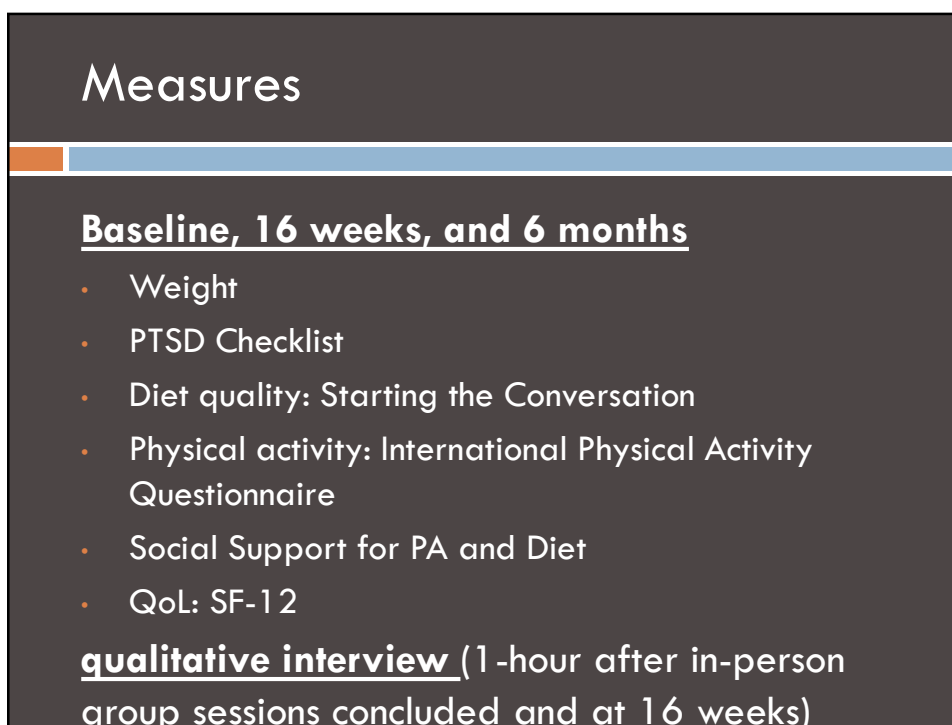 Measures
Baseline, 16 weeks, and 6 months
• Weight
• PTSD Checklist
• Diet quality: Starting the Conversation
• Physical activity: International Physical Activity
Questionnaire
• Social Support for PA and Diet
• QoL: SF-12
qualitative interview (1-hour after in-person
group sessions concluded and at 16 weeks)